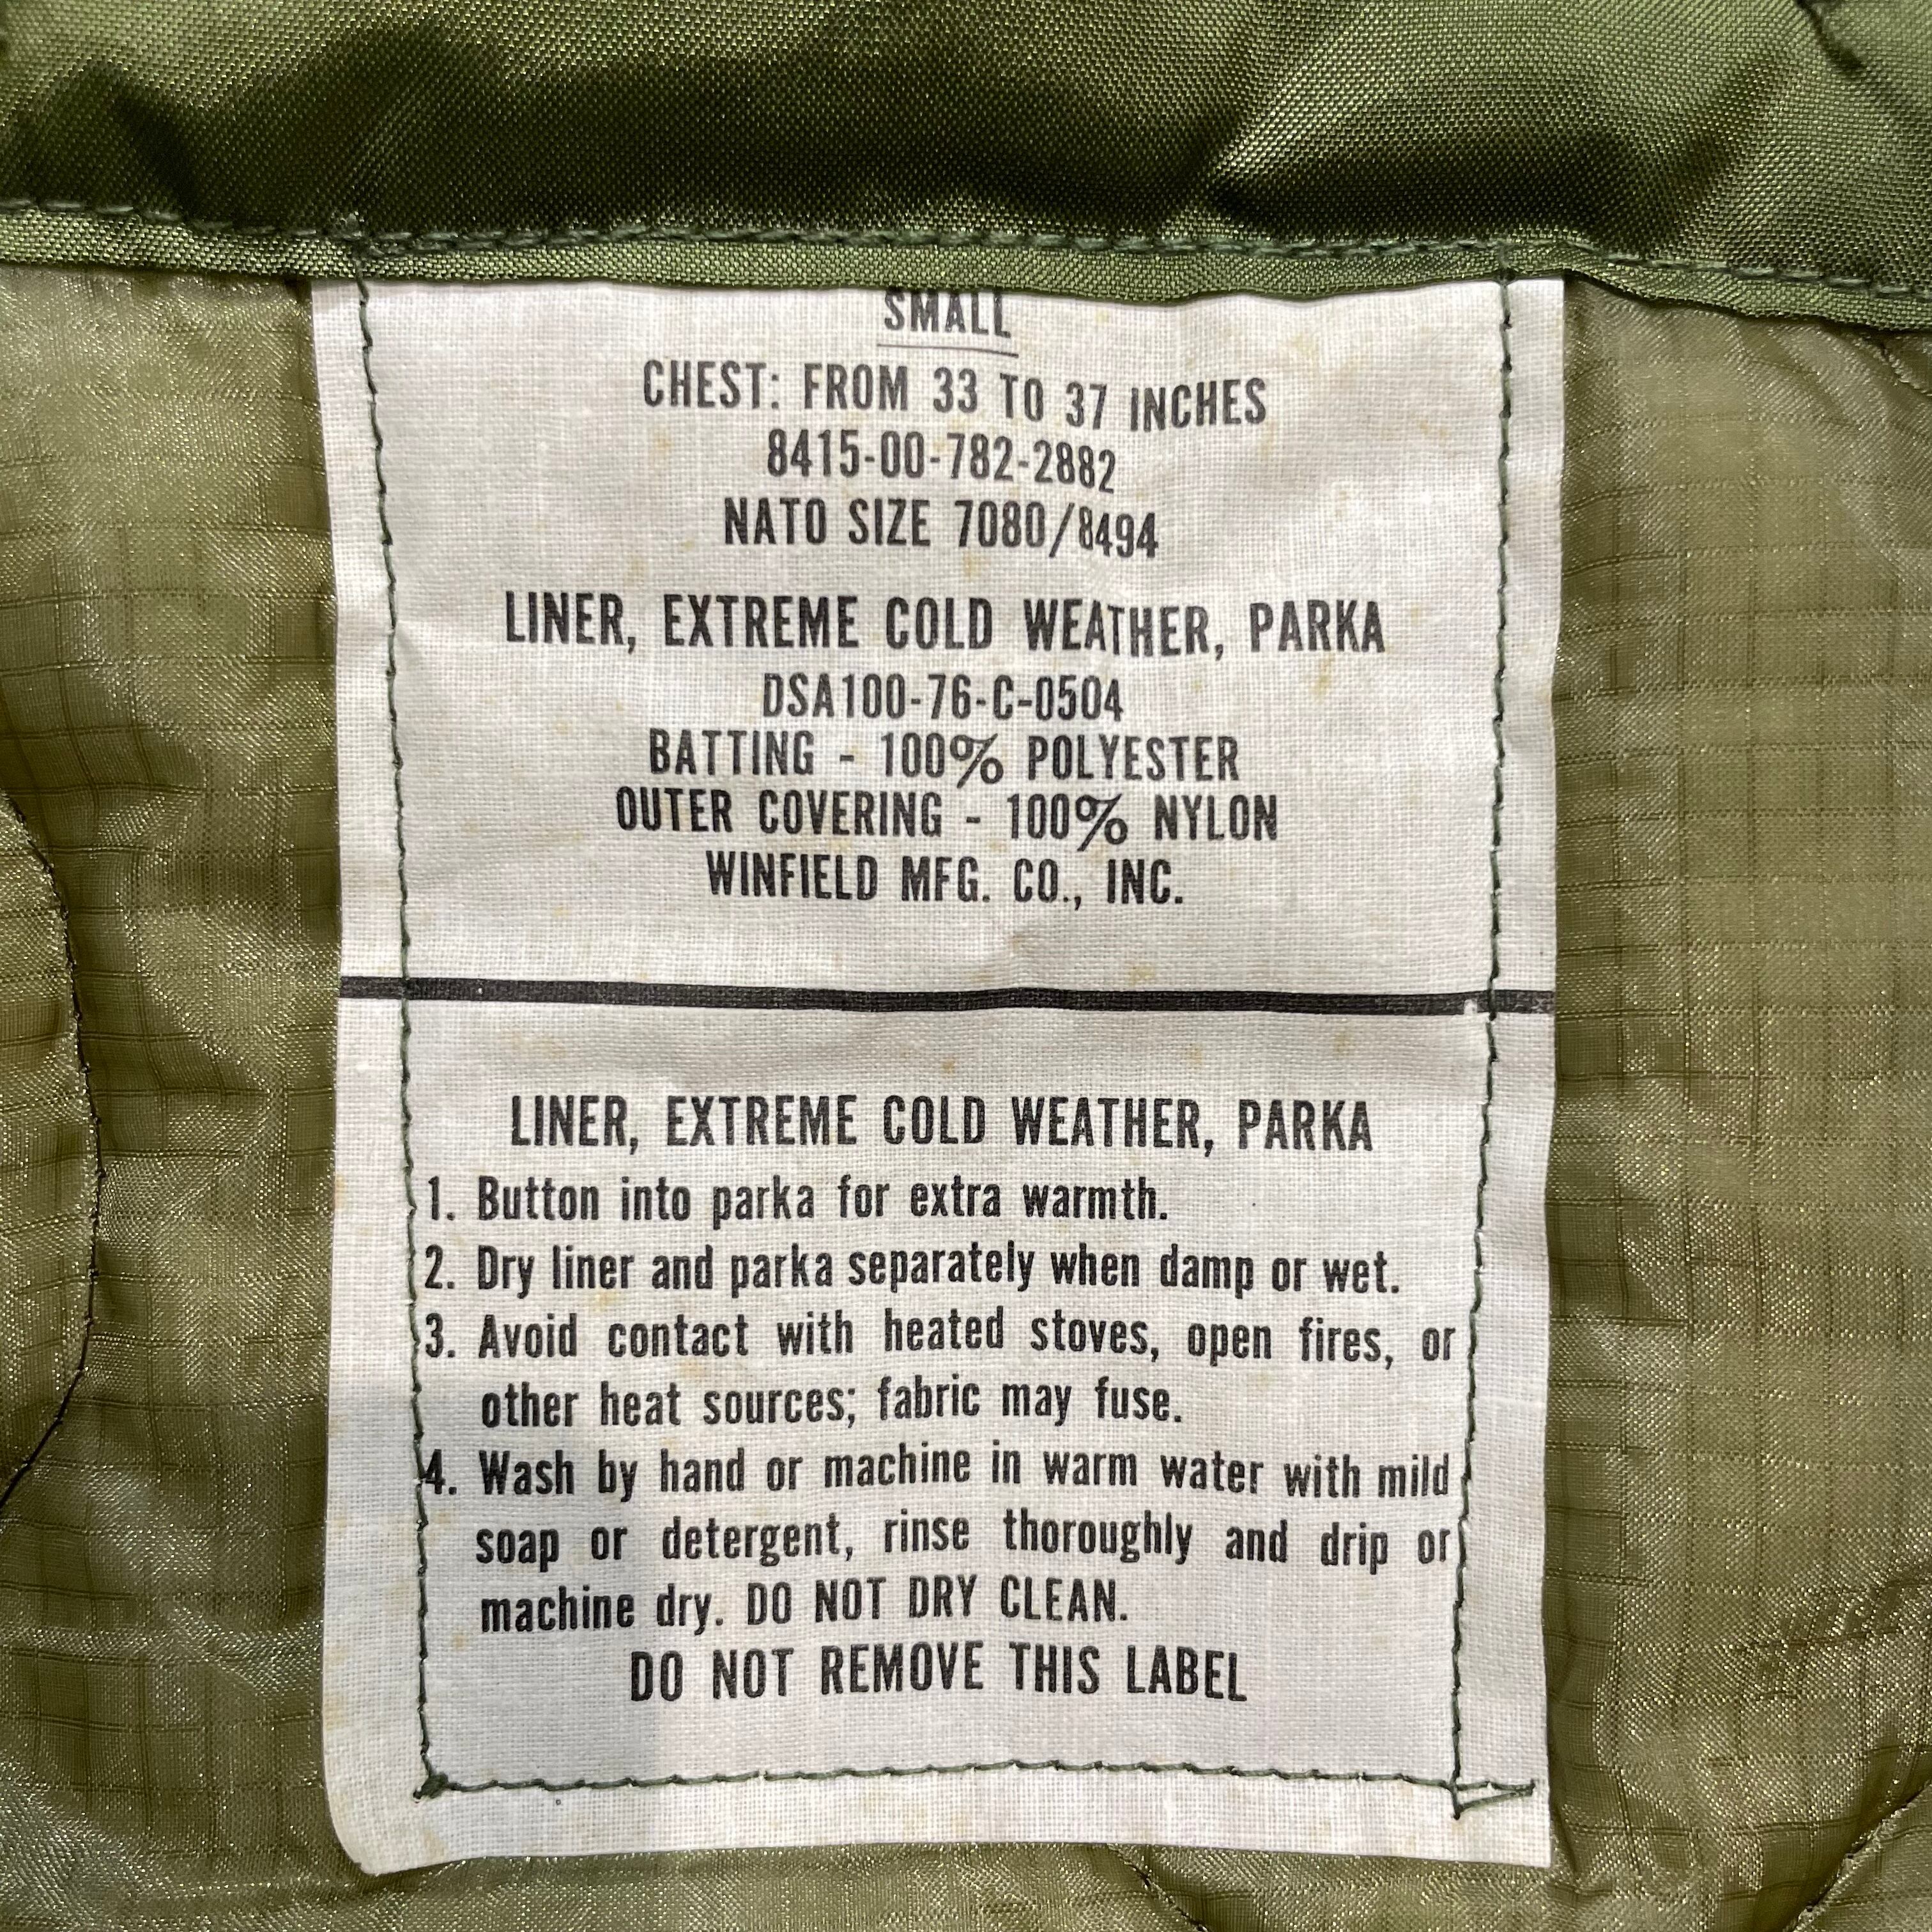 SMALL
CHEST: FROM 33 TO 37 INCHES
8415-00-782-2882
NATO SIZE 7080/8494
LINER, EXTREME COLD WEATHER, PARKA
DSA100-76-C-0504
BATTING - 100% POLYESTER
OUTER COVERING - 100% NYLON
WINFIELD MFG. CO., INC.
LINER, EXTREME COLD WEATHER, PARKA
1. Button into parka for extra warmth.
2. Dry liner and parka separately when damp or wet.
3. Avoid contact with heated stoves, open fires, or
other heat sources; fabric may fuse.
4. Wash by hand or machine in warm water with mild
soap or detergent, rinse thoroughly and drip or
machine dry. DO NOT DRY CLEAN.
DO NOT REMOVE THIS LABEL